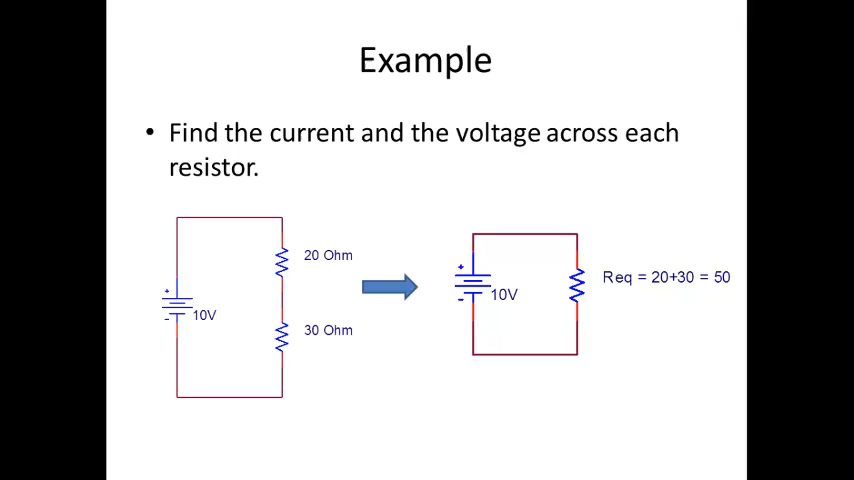 Example
• Find the current and the voltage across each
resistor.
20 Ohm
+
10V
-
30 Ohm
+
10V
-
Req = 20+30 = 50